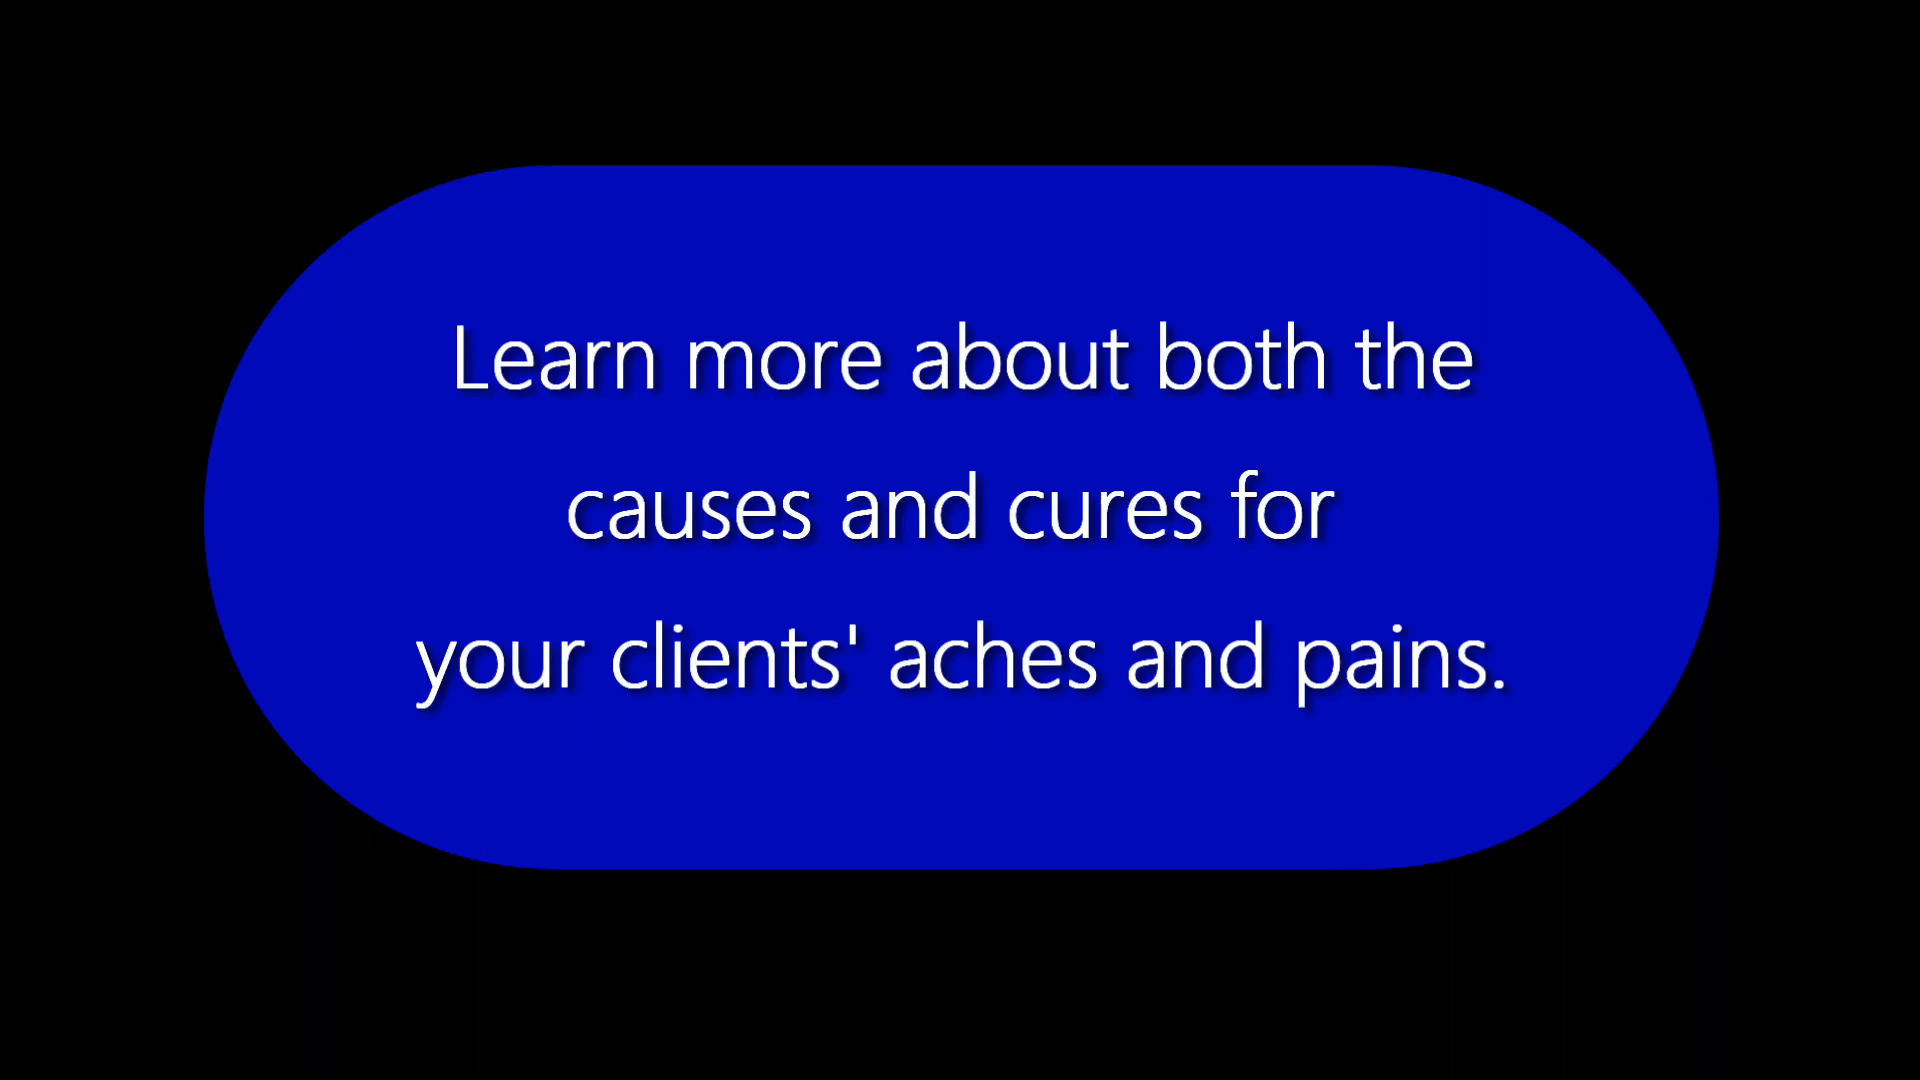 Learn more about both the
causes and cures for
your clients' aches and pains.